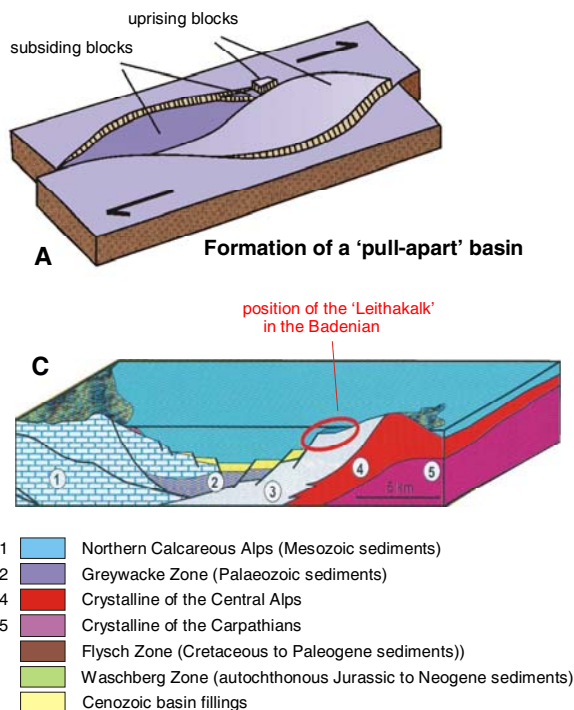 uprising blocks
subsiding blocks
A
Formation of a ‘pull-apart’ basin
position of the ‘Leithakalk’
in the Badenian
C
1
2
3
4
5
5 km
1 Northern Calcareous Alps (Mesozoic sediments)
2 Greywacke Zone (Palaeozoic sediments)
4 Crystalline of the Central Alps
5 Crystalline of the Carpathians
Flysch Zone (Cretaceous to Paleogene sediments))
Waschberg Zone (autochthonous Jurassic to Neogene sediments)
Cenozoic basin fillings